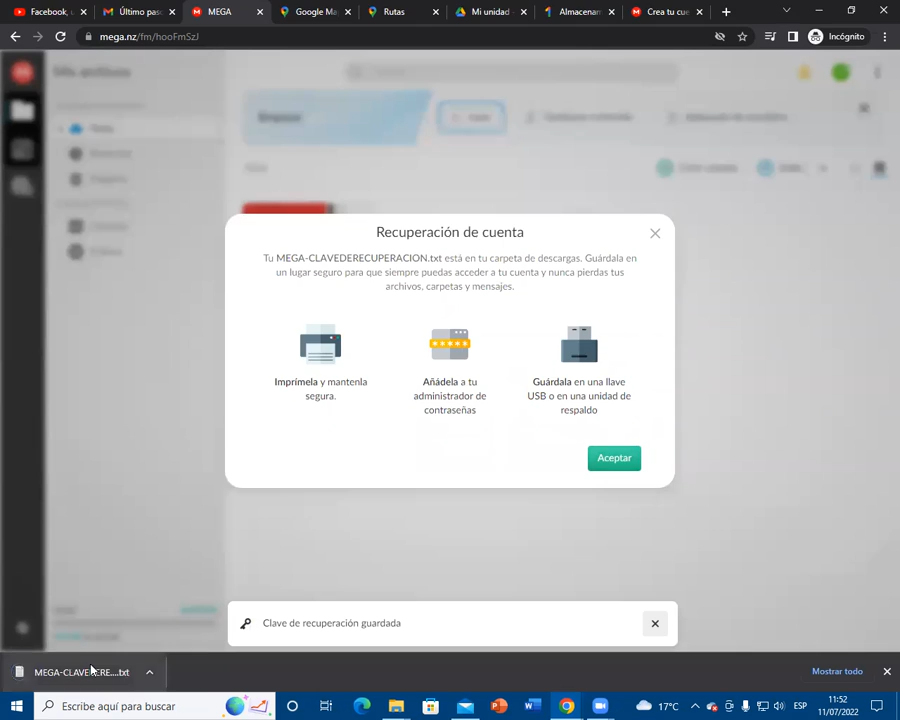 Facebook, u
Último paso
MEGA
Google Ma
Rutas
Mi unidad -
Almacenam
Crea tu cue
mega.nz/fm/hooFmSzJ
Incógnito
Recuperación de cuenta
Tu MEGA-CLAVEDERECUPERACION.txt está en tu carpeta de descargas. Guárdala en
un lugar seguro para que siempre puedas acceder a tu cuenta y nunca pierdas tus
archivos, carpetas y mensajes.
Imprímela y mantenla
segura.
Añádela a tu
administrador de
contraseñas
Guárdala en una llave
USB o en una unidad de
respaldo
Aceptar
Clave de recuperación guardada
MEGA-CLAVEDERE....txt
Mostrar todo
Escribe aquí para buscar
17°C
ESP
11:52
11/07/2022